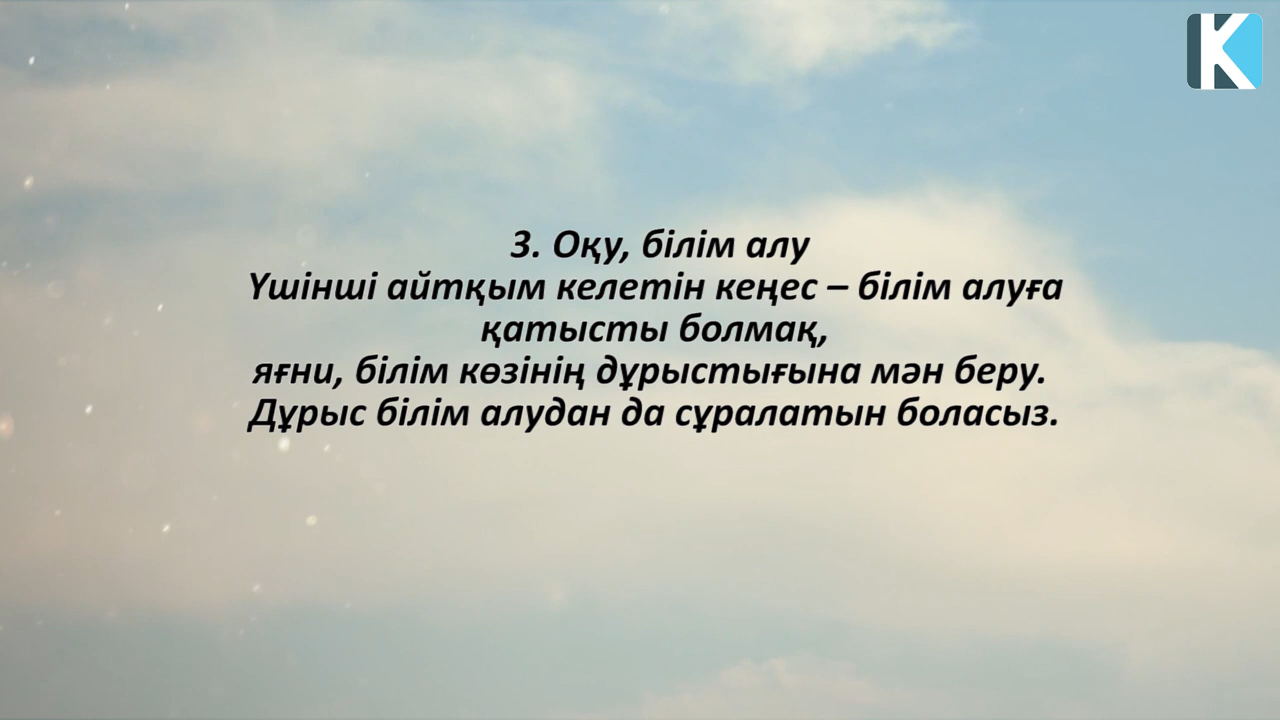 K
3. Оқу, білім алу
Үшінші айтқым келетін кеңес – білім алуға
қатысты болмақ,
яғни, білім көзінің дұрыстығына мән беру.
Дұрыс білім алудан да сұралатын боласыз.